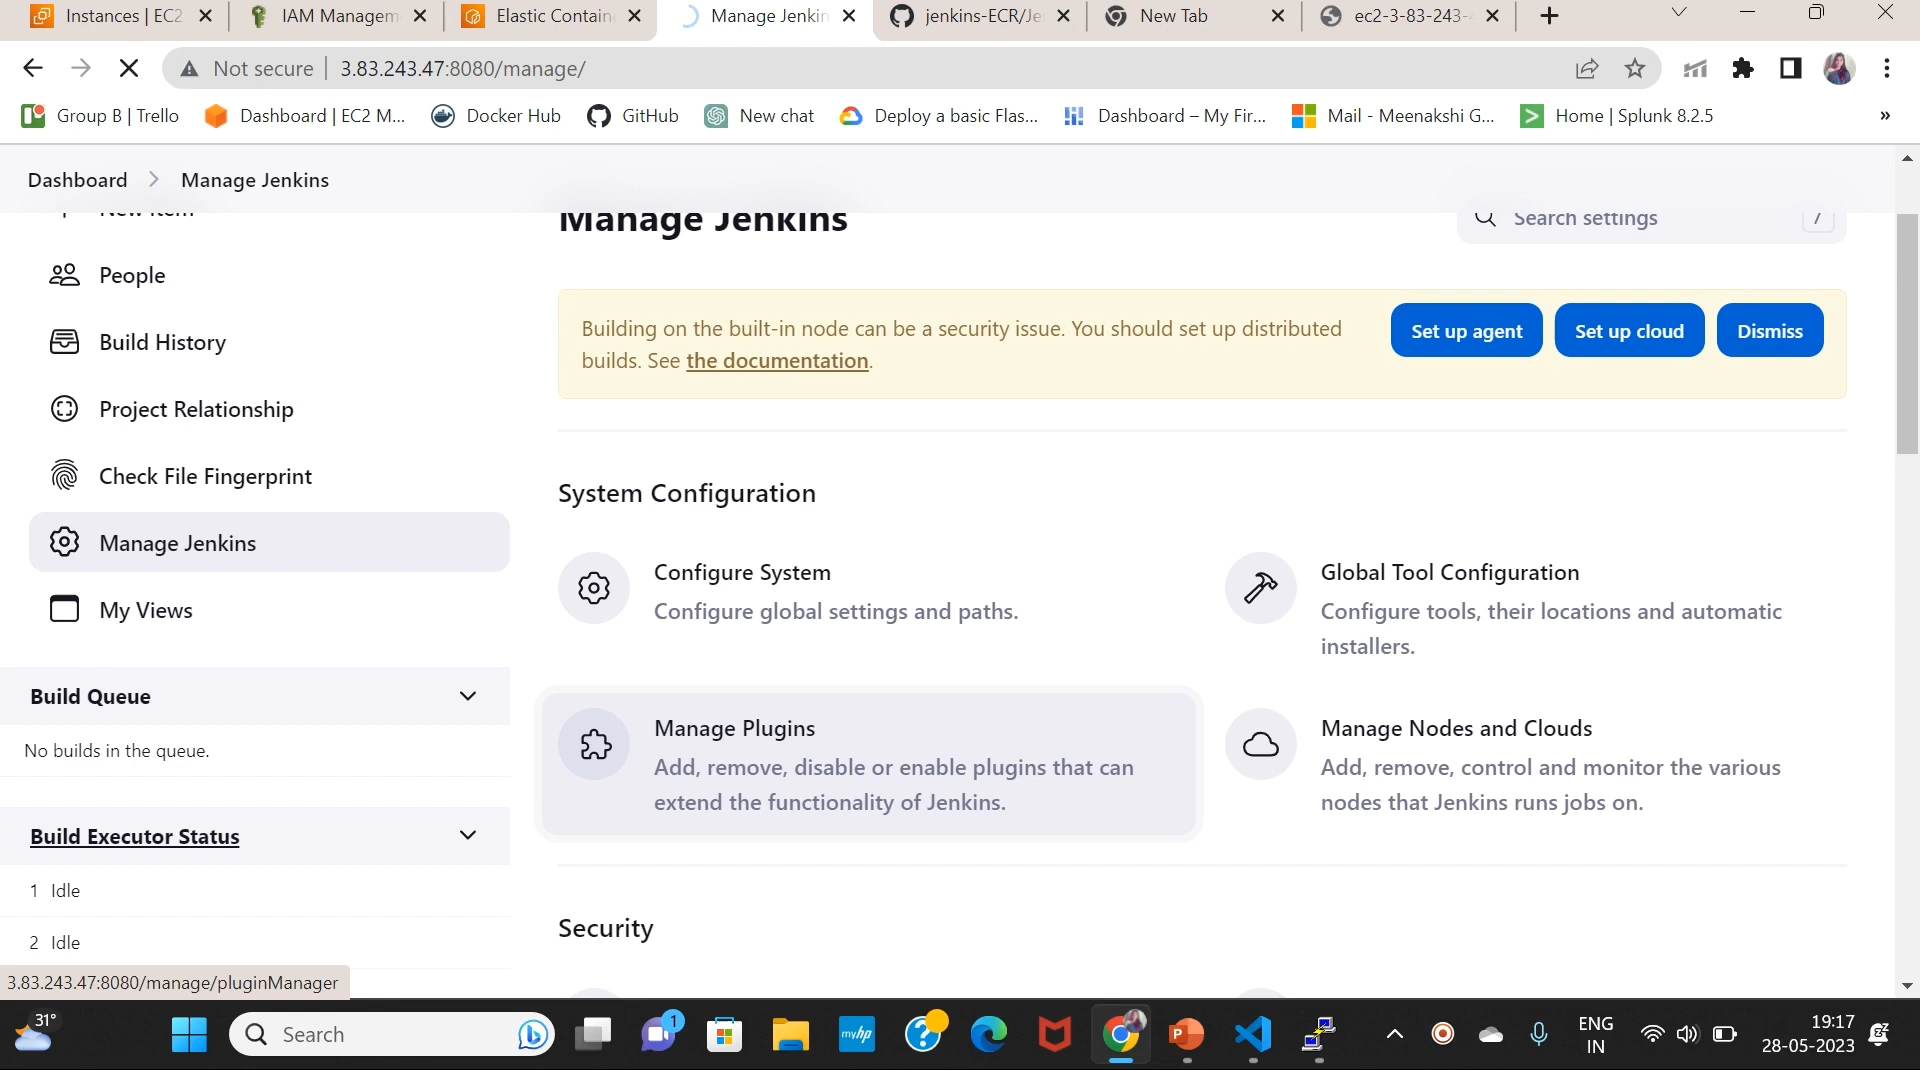 Instances | EC2
IAM Managem
Elastic Contain
Manage Jenkin
jenkins-ECR/Je
New Tab
ec2-3-83-243-
Not secure
3.83.243.47:8080/manage/
Group B | Trello
Dashboard | EC2 M...
Docker Hub
GitHub
New chat
Deploy a basic Flas...
Dashboard – My Fir...
Mail - Meenakshi G...
Home | Splunk 8.2.5
»
Dashboard
Manage Jenkins
New Item
People
Build History
Project Relationship
Check File Fingerprint
Manage Jenkins
My Views
Build Queue
No builds in the queue.
Build Executor Status
1 Idle
2 Idle
3.83.243.47:8080/manage/pluginManager
Manage Jenkins
Search settings
/
Building on the built-in node can be a security issue. You should set up distributed
builds. See the documentation.
Set up agent
Set up cloud
Dismiss
System Configuration
Configure System
Configure global settings and paths.
Global Tool Configuration
Configure tools, their locations and automatic
installers.
Manage Plugins
Add, remove, disable or enable plugins that can
extend the functionality of Jenkins.
Manage Nodes and Clouds
Add, remove, control and monitor the various
nodes that Jenkins runs jobs on.
Security
31°
Search
1
myhp
ENG
IN
19:17
28-05-2023